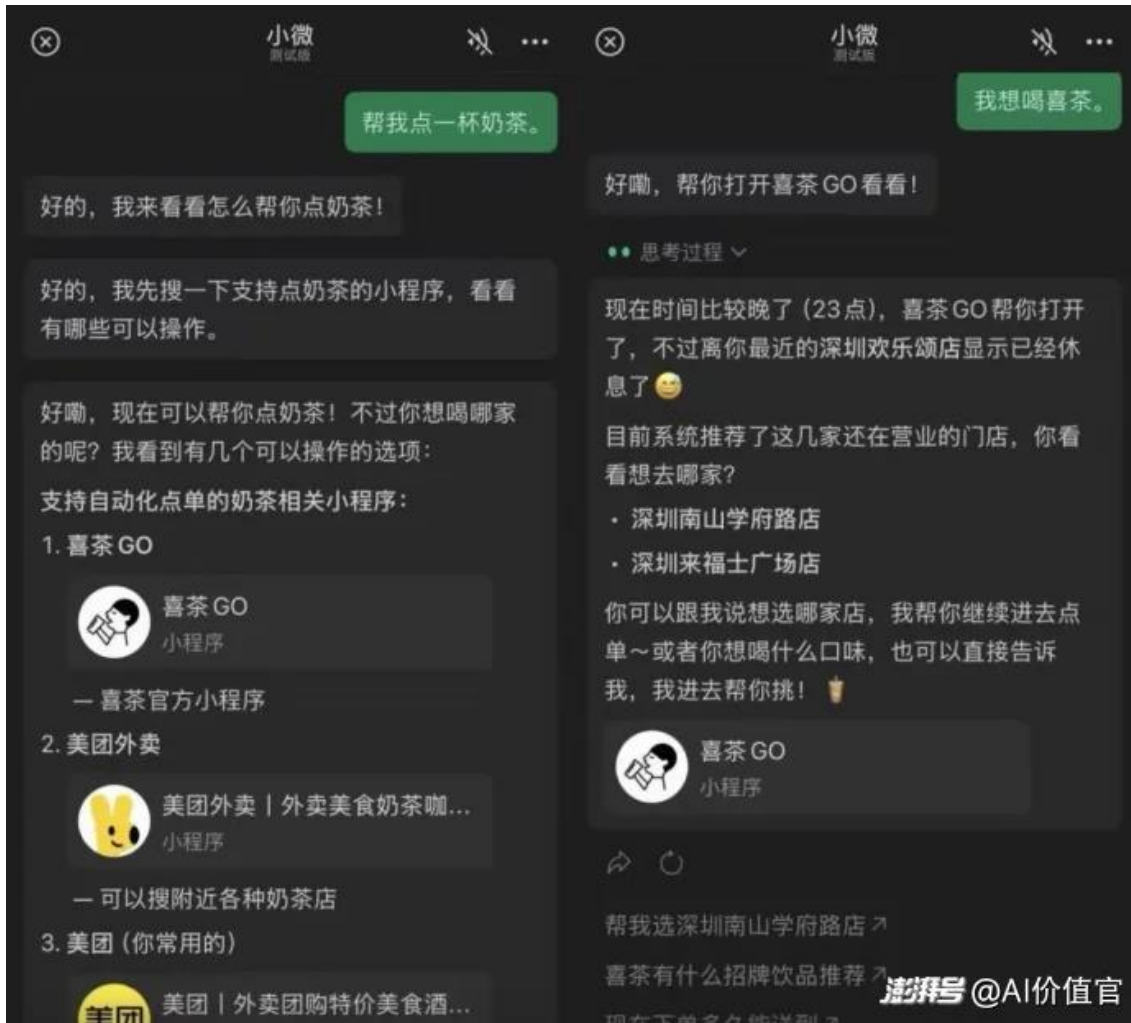 小微
测试版
帮我点一杯奶茶。
好的，我来看看怎么帮你点奶茶！
好的，我先搜一下支持点奶茶的小程序，看看
有哪些可以操作。
好嘞，现在可以帮你点奶茶！不过你想喝哪家
的呢？我看到有几个可以操作的选项：
支持自动化点单的奶茶相关小程序：
1. 喜茶 GO
喜茶 GO
小程序
— 喜茶官方小程序
2. 美团外卖
美团外卖丨外卖美食奶茶咖...
小程序
— 可以搜附近各种奶茶店
3. 美团（你常用的）
美团
美团丨外卖团购特价美食酒...
小微
测试版
我想喝喜茶。
好嘞，帮你打开喜茶 GO 看看！
思考过程
现在时间比较晚了（23 点），喜茶 GO 帮你打开
了，不过离你最近的深圳欢乐颂店显示已经休
息了😅
目前系统推荐了这几家还在营业的门店，你看
看想去哪家？
· 深圳南山学府路店
· 深圳来福士广场店
你可以跟我说想选哪家店，我帮你继续进去点
单～或者你想喝什么口味，也可以直接告诉
我，我进去帮你挑！🧋
喜茶 GO
小程序
帮我选深圳南山学府路店↗
喜茶有什么招牌饮品推荐↗
现在下单多久能送到↗
澎湃号 @AI价值官